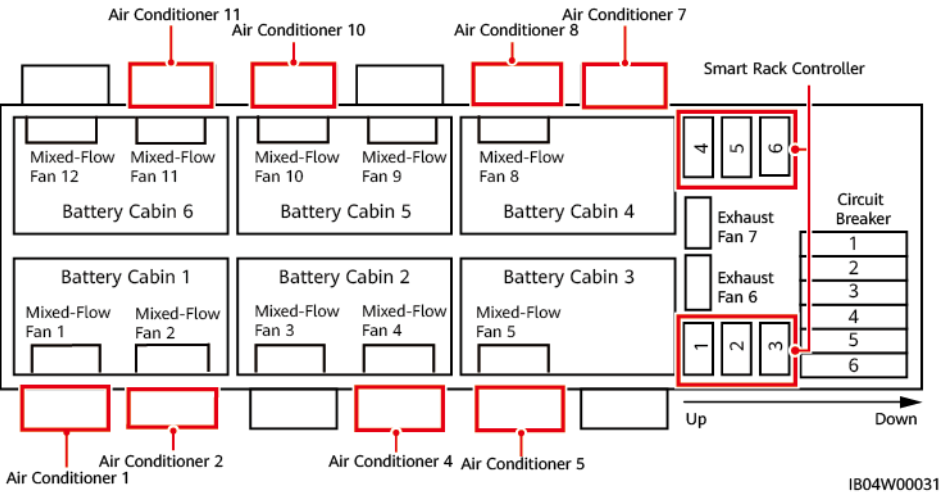 Air Conditioner 11
Air Conditioner 10
Air Conditioner 8
Air Conditioner 7
Smart Rack Controller
Mixed-Flow
Fan 12
Mixed-Flow
Fan 11
Battery Cabin 6
Mixed-Flow
Fan 10
Mixed-Flow
Fan 9
Battery Cabin 5
Mixed-Flow
Fan 8
Battery Cabin 4
4
5
6
Exhaust
Fan 7
Exhaust
Fan 6
Circuit
Breaker
1
2
3
4
5
6
Battery Cabin 1
Mixed-Flow
Fan 1
Mixed-Flow
Fan 2
Battery Cabin 2
Mixed-Flow
Fan 3
Mixed-Flow
Fan 4
Battery Cabin 3
Mixed-Flow
Fan 5
1
2
3
Up
Down
Air Conditioner 1
Air Conditioner 2
Air Conditioner 4
Air Conditioner 5
IB04W00031